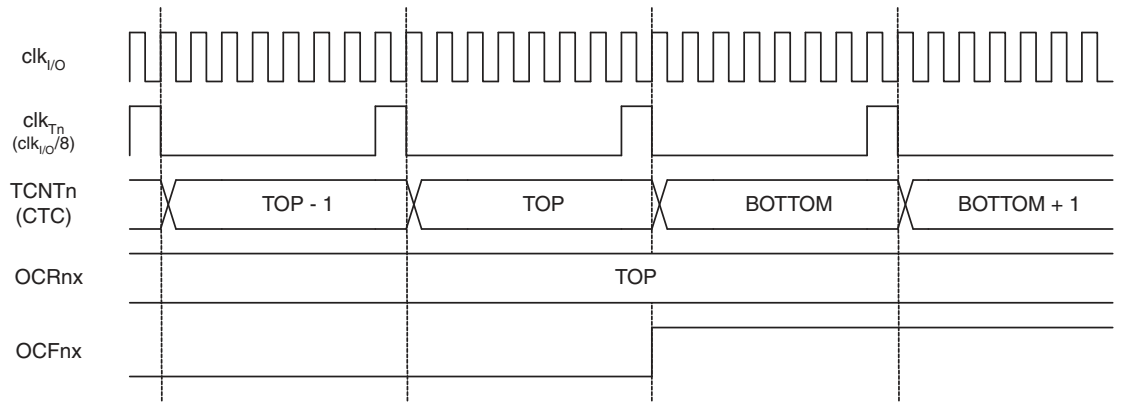 clkI/O
clkTn
(clkI/O/8)
TCNTn
(CTC)
TOP - 1
TOP
BOTTOM
BOTTOM + 1
OCRnx
TOP
OCFnx